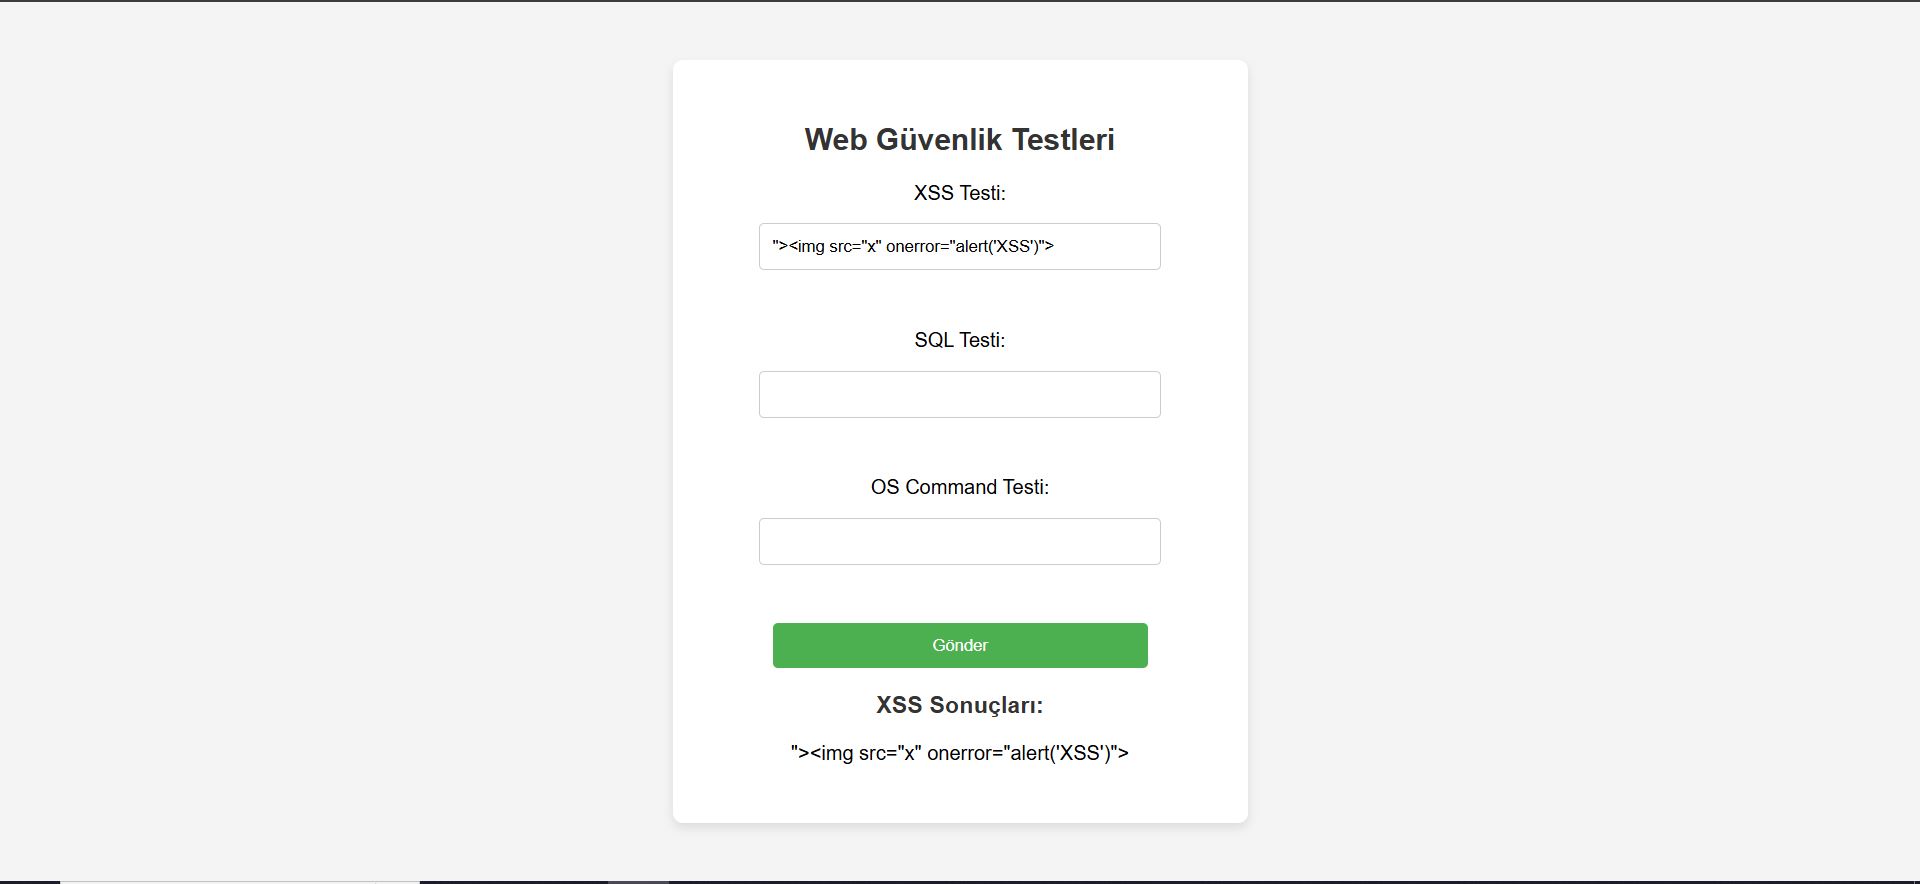 Web Güvenlik Testleri
XSS Testi:
"><img src="x" onerror="alert('XSS')">
SQL Testi:
OS Command Testi:
Gönder
XSS Sonuçları:
"><img src="x" onerror="alert('XSS')">